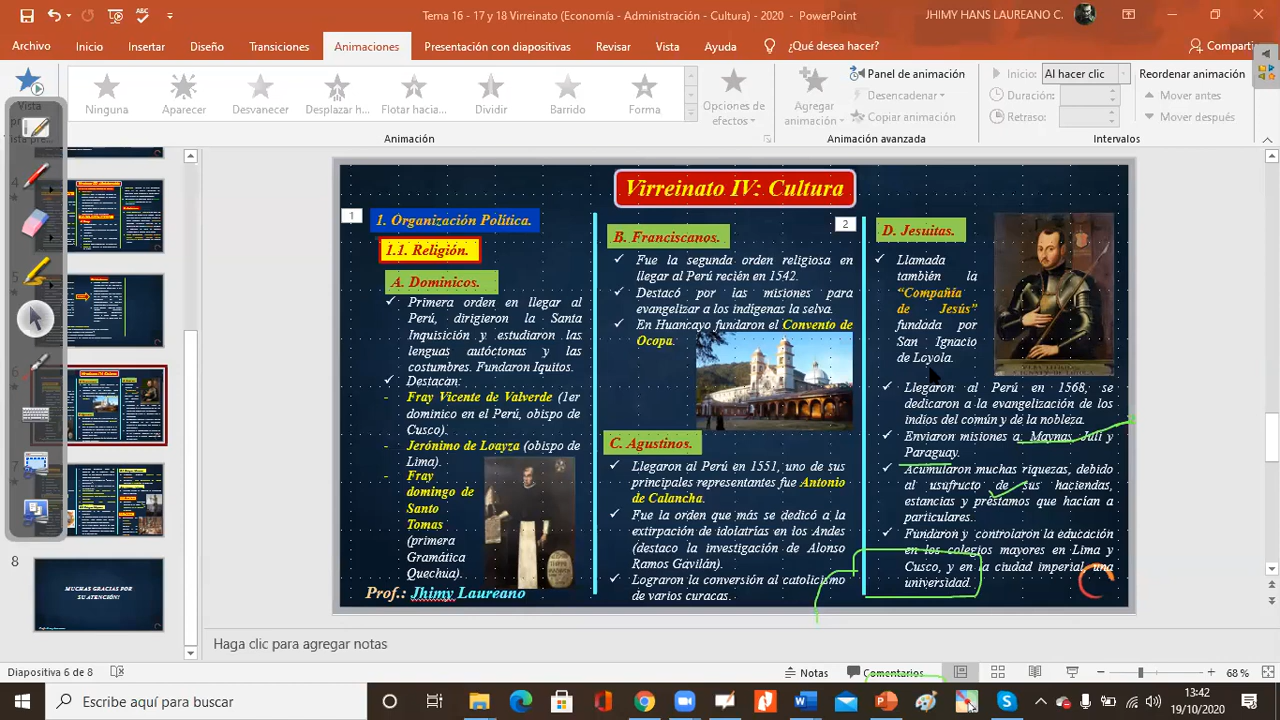 Tema 16 - 17 y 18 Virreinato (Economía - Administración - Cultura) - 2020 - PowerPoint
JHIMY HANS LAUREANO C.
Archivo Inicio Insertar Diseño Transiciones Animaciones Presentación con diapositivas Revisar Vista Ayuda ¿Qué desea hacer?
Vista
Ninguna Aparecer Desvanecer Desplazar h... Flotar hacia... Dividir Barrido Forma
Opciones de
efectos
Agregar
animación
Panel de animación
Desencadenar
Copiar animación
Inicio: Al hacer clic
Duración:
Retraso:
Reordenar animación
Mover antes
Mover después
Animación
Animación avanzada
Intervalos
4
5
6
8
MUCHAS GRACIAS POR
SU ATENCIÓN!
Virreinato IV: Cultura
1
1. Organización Política.
1.1. Religión.
A. Dominicos.
Primera orden en llegar al
Perú, dirigieron la Santa
Inquisición y estudiaron las
lenguas autóctonas y las
costumbres. Fundaron Iquitos.
Destacan:
- Fray Vicente de Valverde (1er
dominico en el Perú, obispo de
Cusco).
- Jerónimo de Loayza (obispo de
Lima).
- Fray
domingo de
Santo
Tomas
(primera
Gramática
Quechua).
Prof.: Jhimy Laureano
B. Franciscanos.
Fue la segunda orden religiosa en
llegar al Perú recién en 1542.
Destacó por las misiones para
evangelizar a los indígenas la selva.
En Huancayo fundaron el Convento de
Ocopa.
C. Agustinos.
Llegaron al Perú en 1551, uno de sus
principales representantes fue Antonio
de Calancha.
Fue la orden que más se dedicó a la
extirpación de idolatrías en los Andes
(destaco la investigación de Alonso
Ramos Gavilán).
Lograron la conversión al catolicismo
de varios curacas.
2
D. Jesuitas.
Llamada
también la
“Compañía
de Jesús”
fundada por
San Ignacio
de Loyola.
Llegaron al Perú en 1568, se
dedicaron a la evangelización de los
indios del común y de la nobleza.
Enviaron misiones a Maynas, Juli y
Paraguay.
Acumularon muchas riquezas, debido
al usufructo de sus haciendas,
estancias y préstamos que hacían a
particulares.
Fundaron y controlaron la educación
en los colegios mayores en Lima y
Cusco, y en la ciudad imperial una
universidad.
Haga clic para agregar notas
Diapositiva 6 de 8
Notas
Comentarios
68 %
Escribe aquí para buscar
13:42
19/10/2020